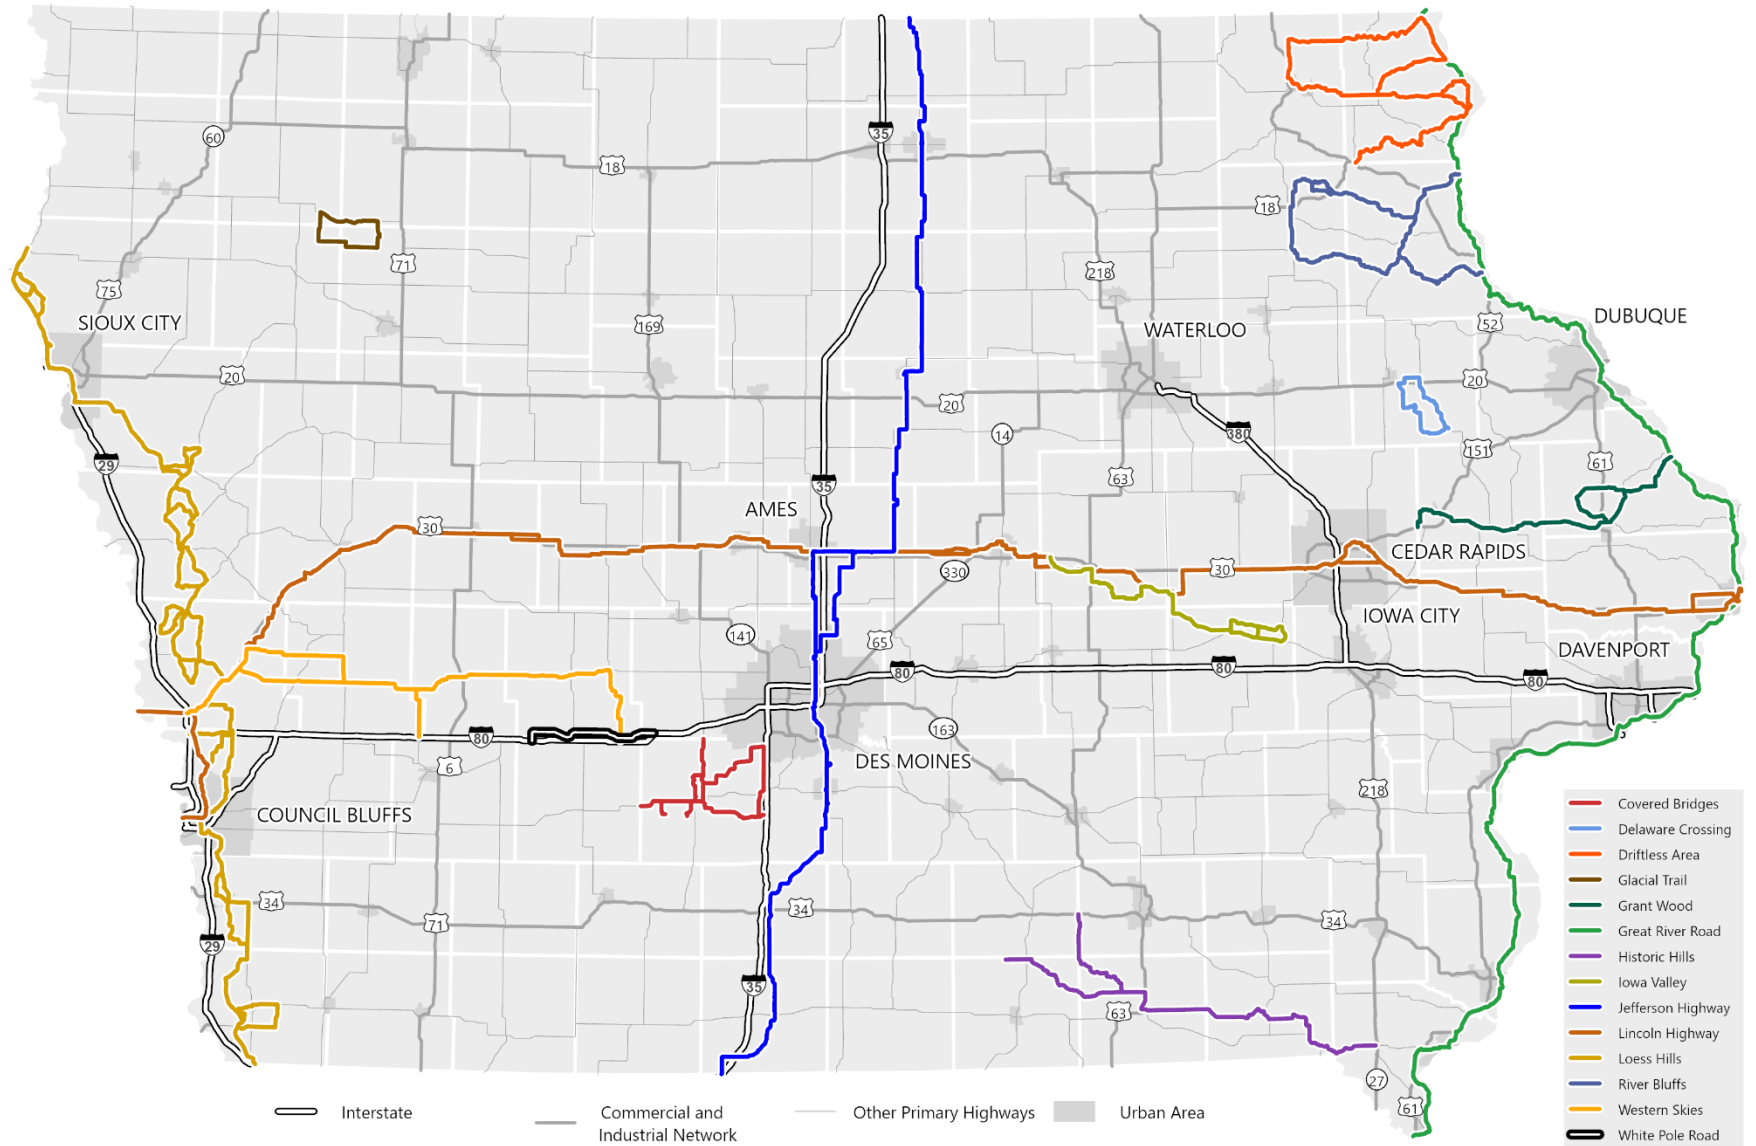 35
60
18
18
71
218
75
SIOUX CITY
169
WATERLOO
52
DUBUQUE
20
20
20
14
380
29
35
63
151
61
AMES
30
CEDAR RAPIDS
330
30
141
65
IOWA CITY
DAVENPORT
80
80
80
80
163
6
DES MOINES
COUNCIL BLUFFS
218
34
71
34
34
29
35
63
27
61
Covered Bridges
Delaware Crossing
Driftless Area
Glacial Trail
Grant Wood
Great River Road
Historic Hills
Iowa Valley
Jefferson Highway
Lincoln Highway
Loess Hills
River Bluffs
Western Skies
White Pole Road
Interstate
Commercial and
Industrial Network
Other Primary Highways
Urban Area